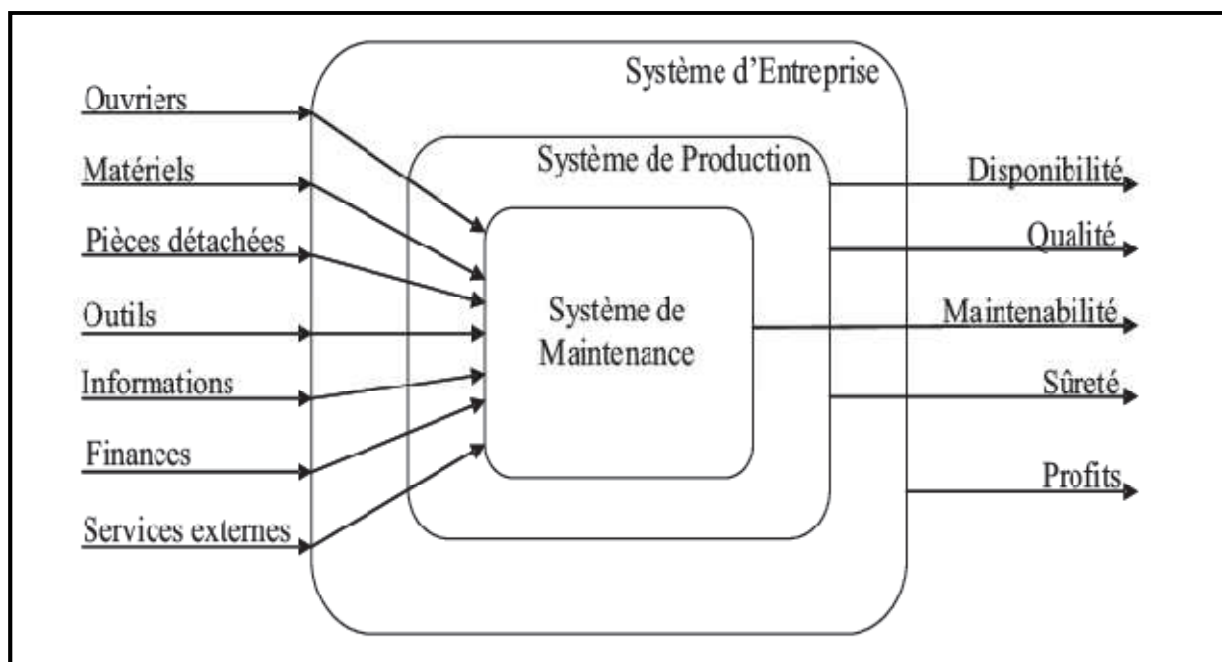 Système d'Entreprise
Ouvriers
Matériels
Pièces détachées
Outils
Informations
Finances
Services externes
Système de Production
Système de
Maintenance
Disponibilité
Qualité
Maintenabilité
Sûreté
Profits